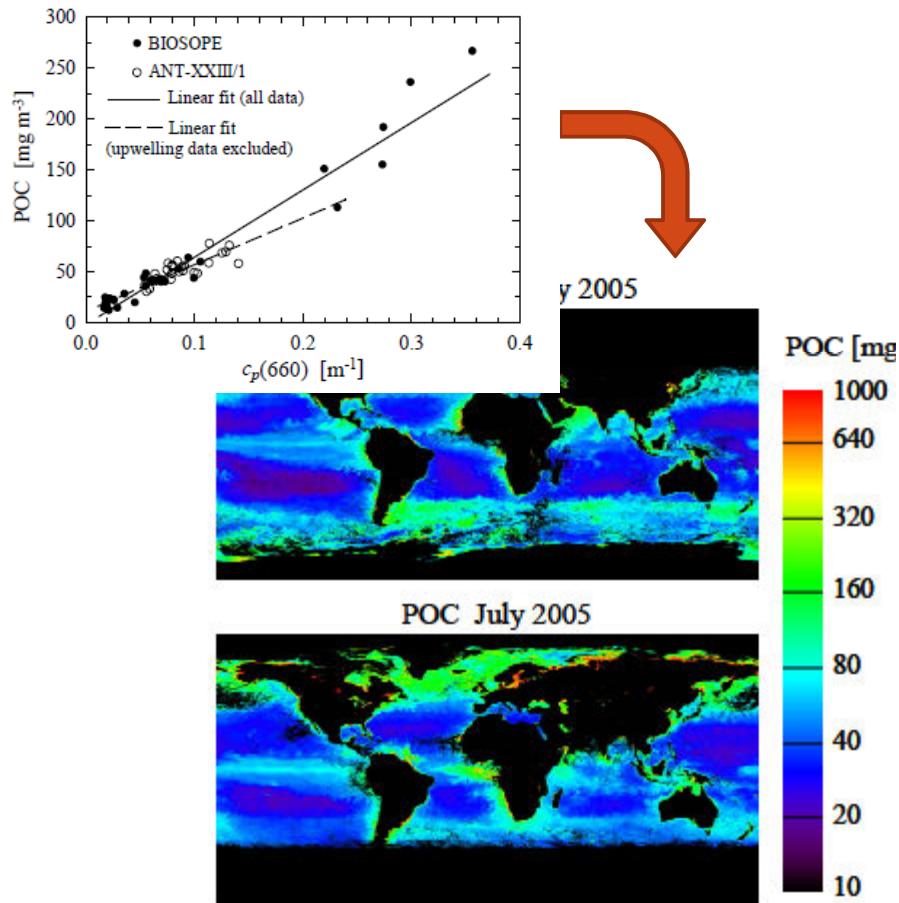 300
250
200
150
100
50
0
POC [mg m-3]
BIOSOPE
ANT-XXIII/1
Linear fit (all data)
Linear fit
(upwelling data excluded)
0.0 0.1 0.2 0.3 0.4
cp(660) [m-1]
y 2005
POC [mg
1000
640
320
160
80
40
20
10
POC July 2005